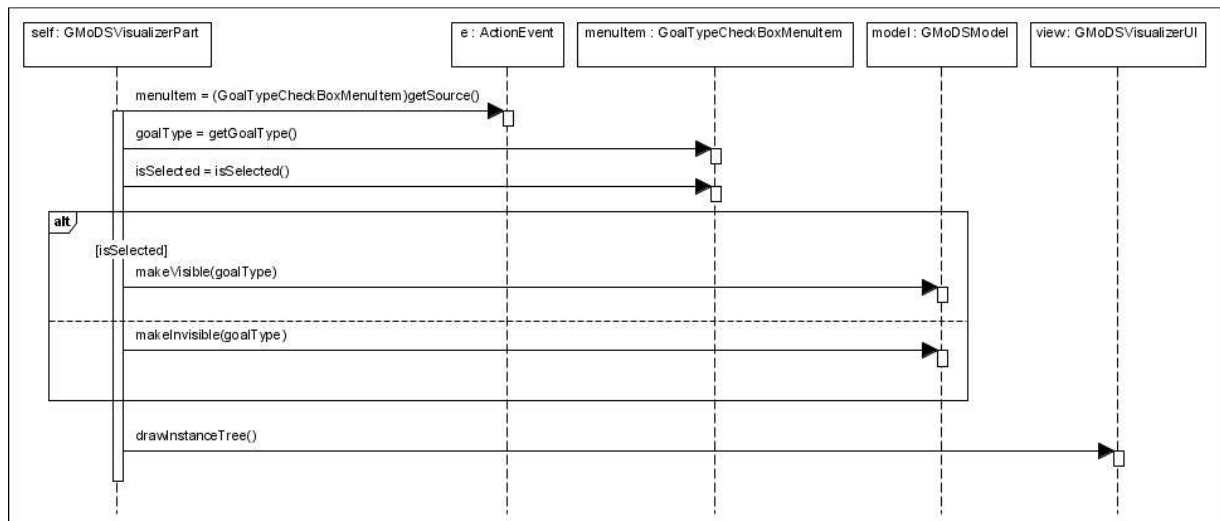 self : GMoDSVisualizerPart
e : ActionEvent
menuItem : GoalTypeCheckBoxMenuItem
model : GMoDSModel
view: GMoDSVisualizerUI
menuItem = (GoalTypeCheckBoxMenuItem)getSource()
goalType = getGoalType()
isSelected = isSelected()
alt
[isSelected]
makeVisible(goalType)
makeInvisible(goalType)
drawInstanceTree()